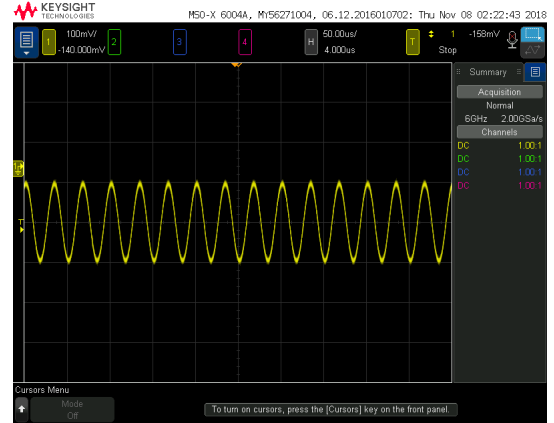 KEYSIGHT
TECHNOLOGIES
MSO-X 6004A, MY56271004, 06.12.2016010702: Thu Nov 08 02:22:43 2018
1 100mV/ 2 3 4 H 50.00us/ T 1 -158mV
-140.000mV 4.000us Stop
Summary
Acquisition
Normal
6GHz 2.00GSa/s
Channels
DC 1.00:1
DC 1.00:1
DC 1.00:1
DC 1.00:1
T
Cursors Menu
Mode
Off
To turn on cursors, press the [Cursors] key on the front panel.